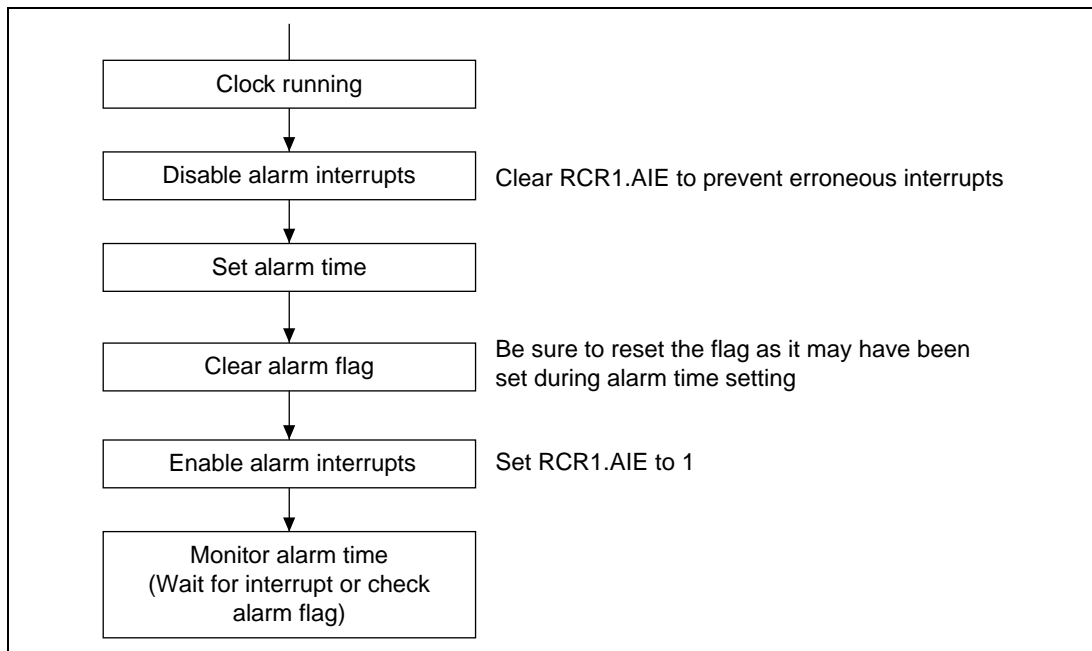 Clock running
Disable alarm interrupts
Clear RCR1.AIE to prevent erroneous interrupts
Set alarm time
Clear alarm flag
Be sure to reset the flag as it may have been
set during alarm time setting
Enable alarm interrupts
Set RCR1.AIE to 1
Monitor alarm time
(Wait for interrupt or check
alarm flag)